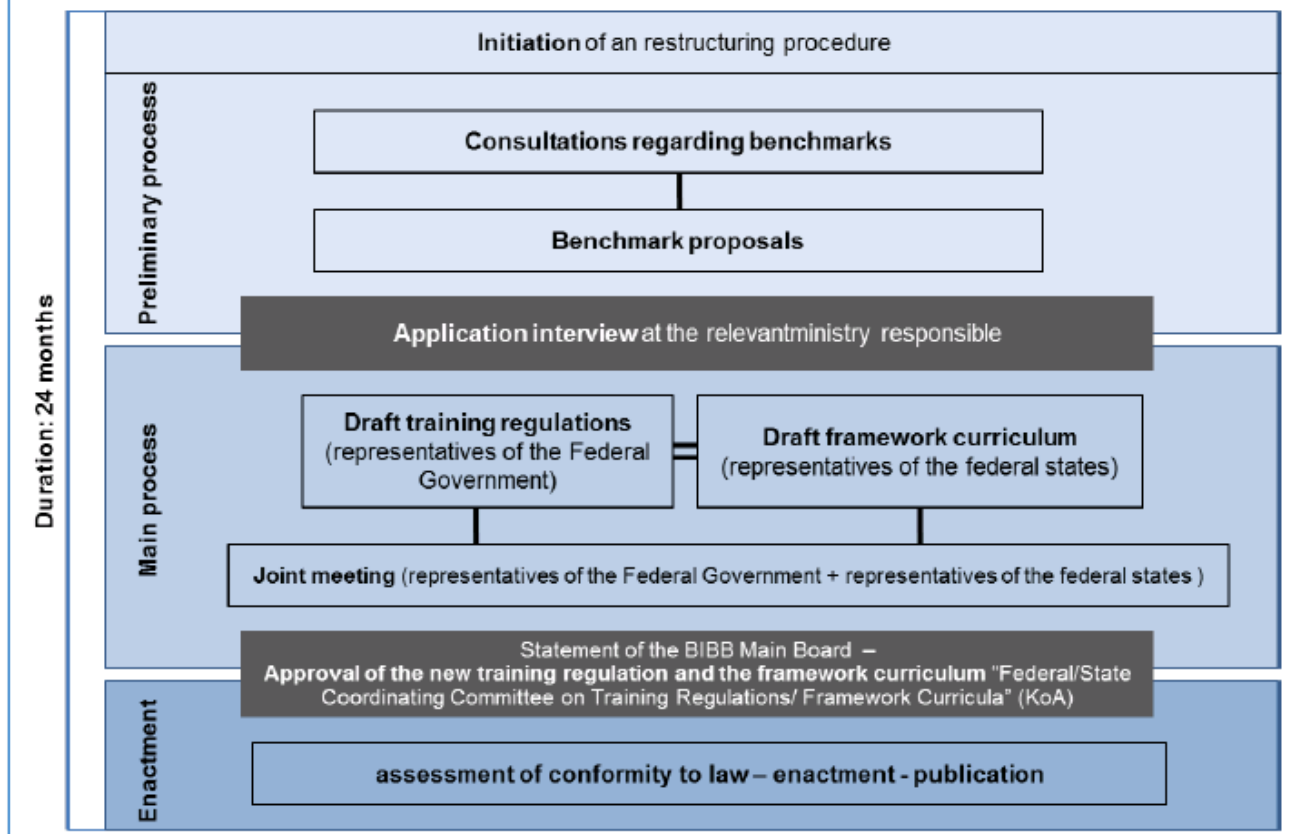 Initiation of an restructuring procedure
Preliminary processs
Consultations regarding benchmarks
Benchmark proposals
Application interview at the relevantministry responsible
Duration: 24 months
Main process
Draft training regulations
(representatives of the Federal
Government)
Draft framework curriculum
(representatives of the federal states)
Joint meeting (representatives of the Federal Government + representatives of the federal states )
Statement of the BIBB Main Board –
Approval of the new training regulation and the framework curriculum "Federal/State
Coordinating Committee on Training Regulations/ Framework Curricula" (KoA)
Enactment
assessment of conformity to law – enactment - publication